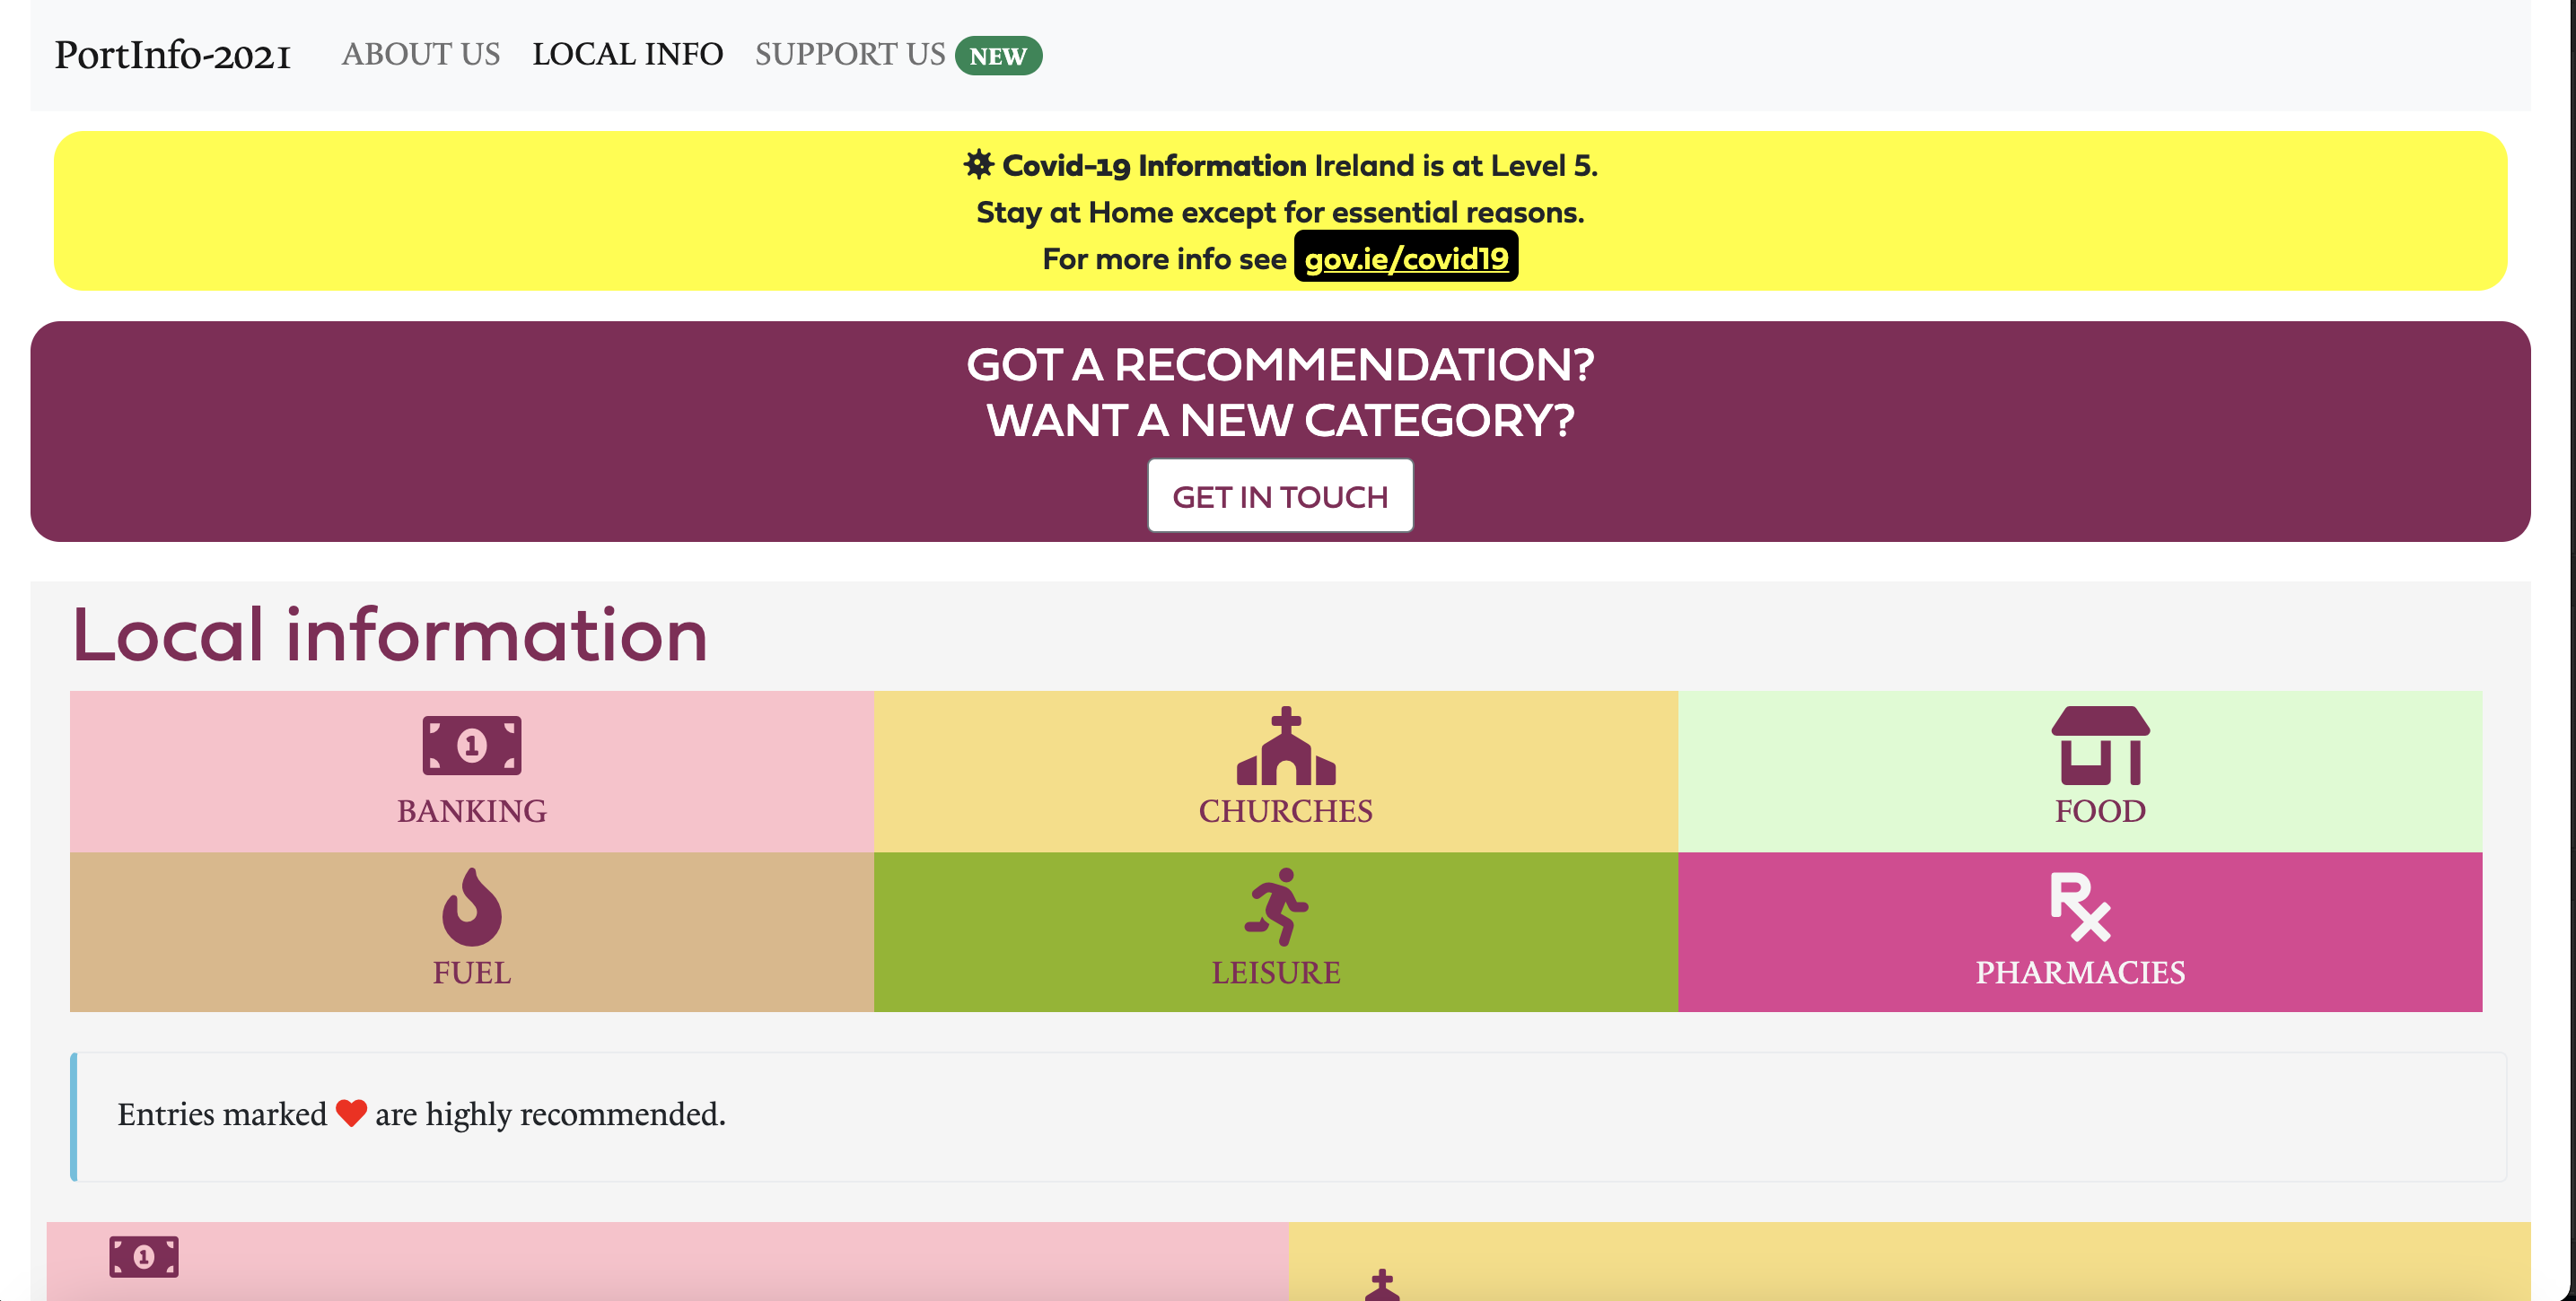 PortInfo-2021 ABOUT US LOCAL INFO SUPPORT US NEW
Covid-19 Information Ireland is at Level 5.
Stay at Home except for essential reasons.
For more info see gov.ie/covid19
GOT A RECOMMENDATION?
WANT A NEW CATEGORY?
GET IN TOUCH
Local information
1 
BANKING CHURCHES FOOD
Rx
FUEL LEISURE PHARMACIES
Entries marked ❤ are highly recommended.
1